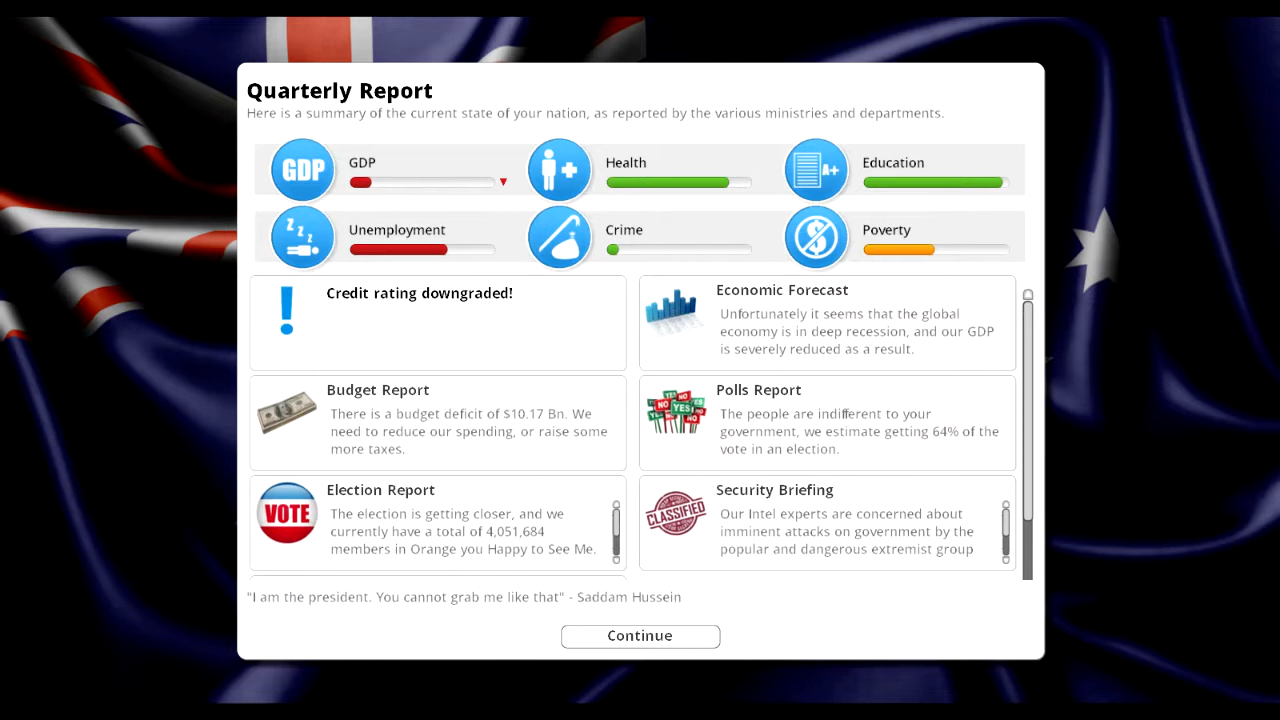 Quarterly Report
Here is a summary of the current state of your nation, as reported by the various ministries and departments.
GDP
GDP
Health
A+
Education
Z Z Z
Unemployment
Crime
Poverty
Credit rating downgraded!
Economic Forecast
Unfortunately it seems that the global
economy is in deep recession, and our GDP
is severely reduced as a result.
Budget Report
There is a budget deficit of $10.17 Bn. We
need to reduce our spending, or raise some
more taxes.
YES
NO
YES
NO
Polls Report
The people are indifferent to your
government, we estimate getting 64% of the
vote in an election.
VOTE
Election Report
The election is getting closer, and we
currently have a total of 4,051,684
members in Orange you Happy to See Me.
CLASSIFIED
Security Briefing
Our Intel experts are concerned about
imminent attacks on government by the
popular and dangerous extremist group
"I am the president. You cannot grab me like that" - Saddam Hussein
Continue